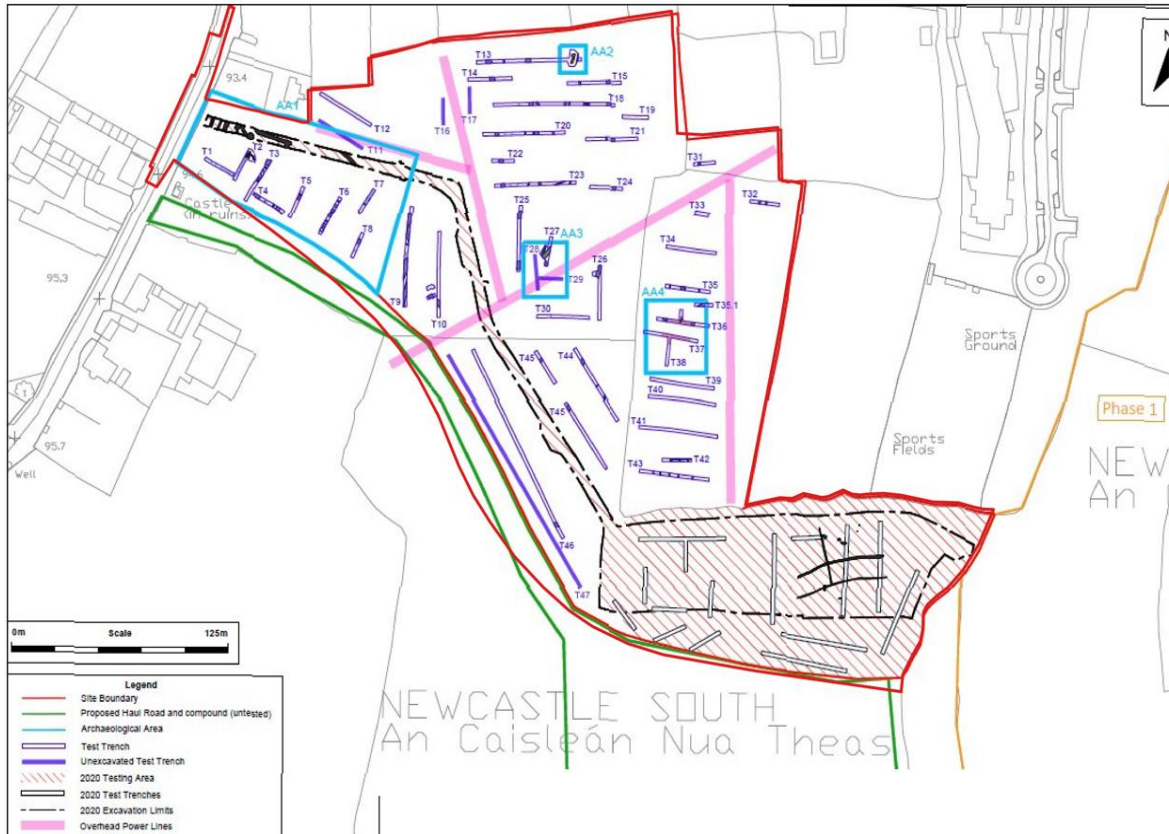 N
93.4
AA1
T13
AA2
T14
T15
T16
T17
T18
T19
T12
T11
T20
T21
T1
T2
T3
T22
T31
T4
T5
T6
T7
T23
T24
94.6
Castle
(in ruins)
T8
T25
T33
T32
T27
AA3
T28
T26
T34
T29
95.3
T9
T10
T30
AA4
T35
T35.1
T36
T37
T38
Sports
Ground
T45
T44
T39
T40
T45
T41
Phase 1
Sports
Fields
95.7
Well
T42
T43
NEW
An
T46
T47
0m Scale 125m
NEWCASTLE SOUTH
An Caisleán Nua Theas
Legend
Site Boundary
Proposed Haul Road and compound (untested)
Archaeological Area
Test Trench
Unexcavated Test Trench
2020 Testing Area
2020 Test Trenches
2020 Excavation Limits
Overhead Power Lines